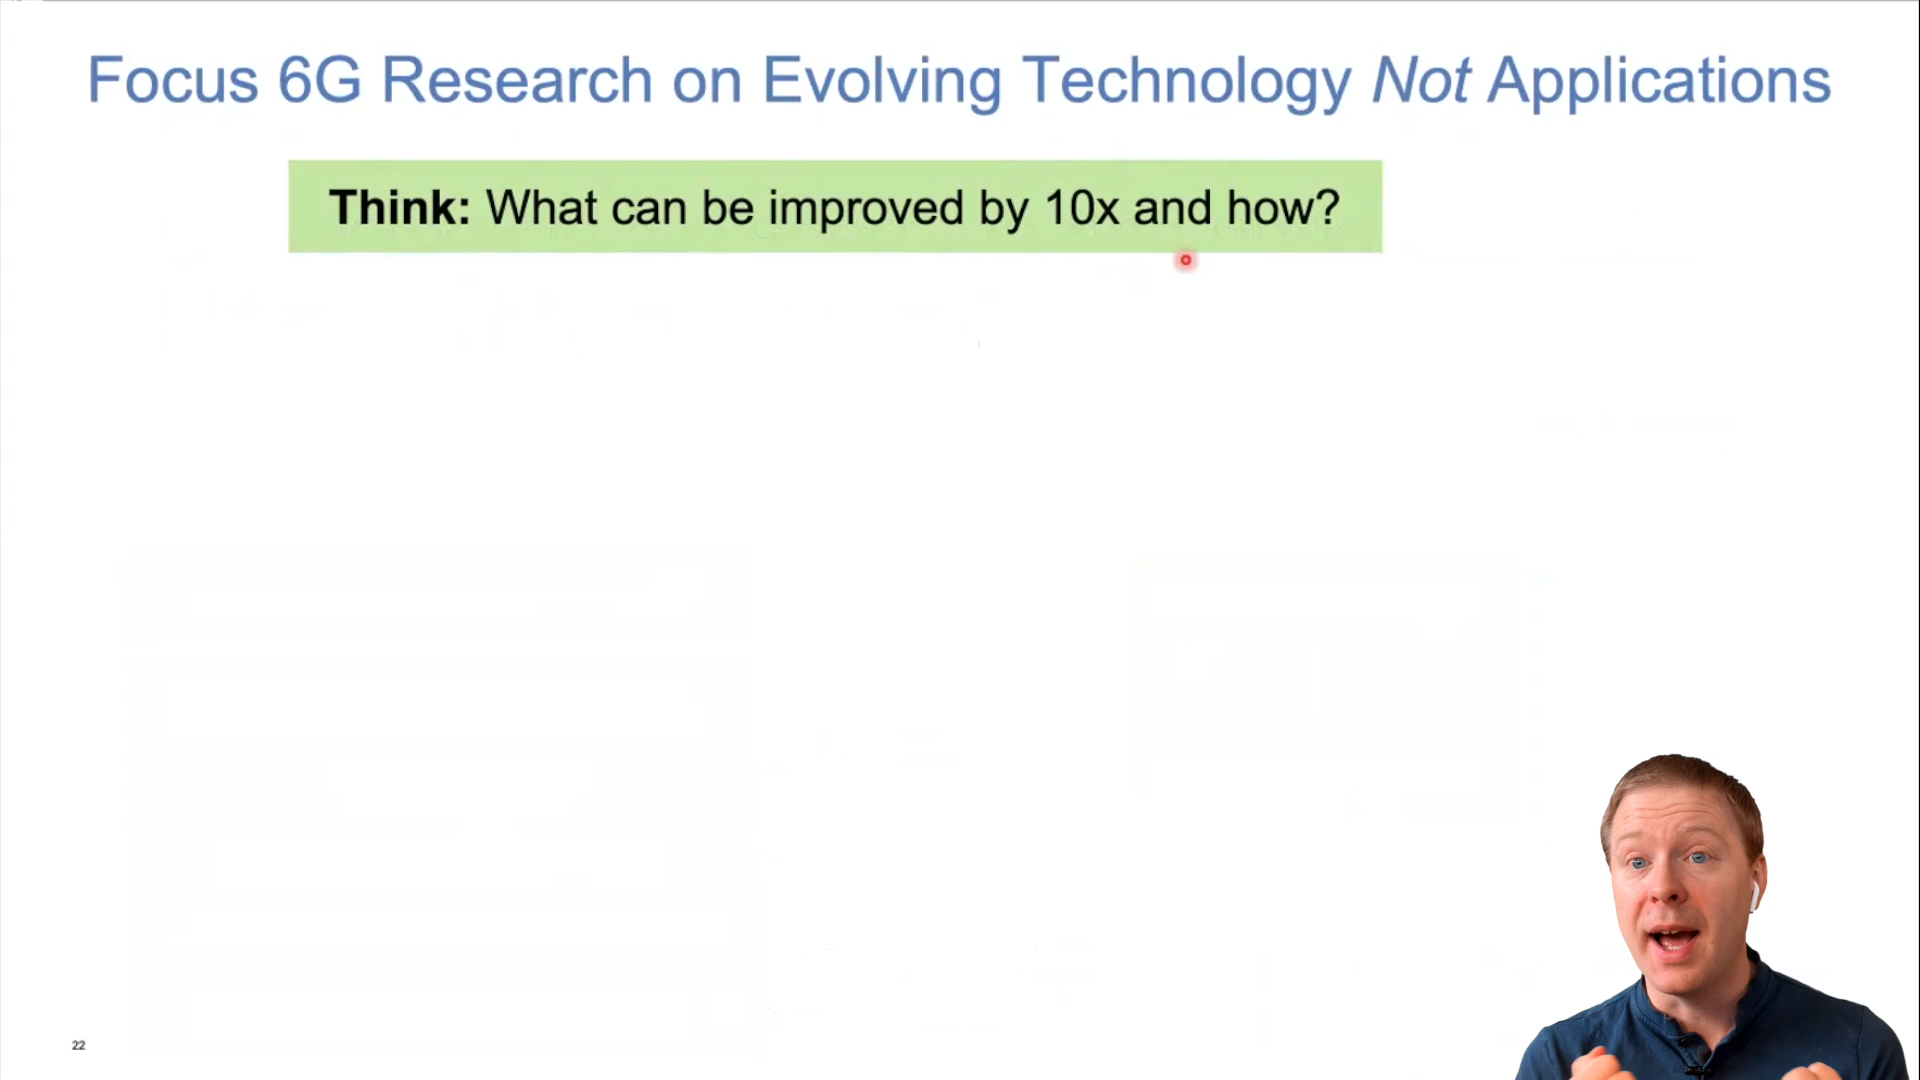 Focus 6G Research on Evolving Technology Not Applications
Think: What can be improved by 10x and how?
22